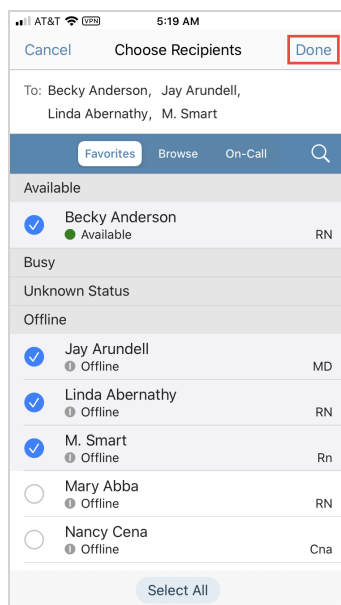 AT&T VPN 5:19 AM
Cancel Choose Recipients Done
To: Becky Anderson, Jay Arundell,
Linda Abernathy, M. Smart
Favorites Browse On-Call
Available
Becky Anderson
Available RN
Busy
Unknown Status
Offline
Jay Arundell
Offline MD
Linda Abernathy
Offline RN
M. Smart
Offline Rn
Mary Abba
Offline RN
Nancy Cena
Offline Cna
Select All